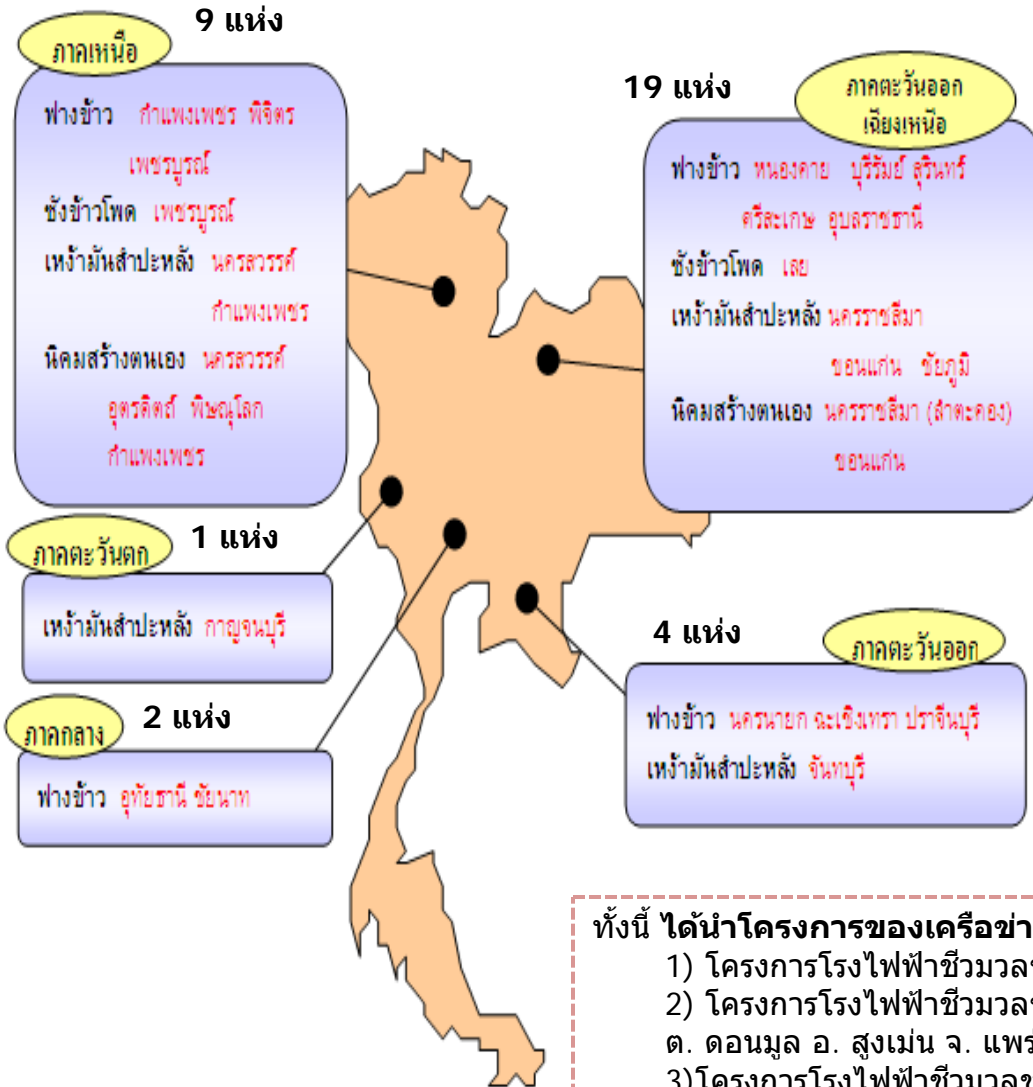 9 แห่ง
ภาคเหนือ
ฟางข้าว กำแพงเพชร พิจิตร
เพชรบูรณ์
ซังข้าวโพด เพชรบูรณ์
เหง้ามันสำปะหลัง นครสวรรค์
กำแพงเพชร
นิคมสร้างตนเอง นครสวรรค์
อุตรดิตถ์ พิษณุโลก
กำแพงเพชร
19 แห่ง
ภาคตะวันออก
เฉียงเหนือ
ฟางข้าว หนองคาย บุรีรัมย์ สุรินทร์
ศรีสะเกษ อุบลราชธานี
ซังข้าวโพด เลย
เหง้ามันสำปะหลัง นครราชสีมา
ขอนแก่น ชัยภูมิ
นิคมสร้างตนเอง นครราชสีมา (ลำตะคอง)
ขอนแก่น
ภาคตะวันตก
1 แห่ง
เหง้ามันสำปะหลัง กาญจนบุรี
ภาคกลาง
2 แห่ง
ฟางข้าว อุทัยธานี ชัยนาท
4 แห่ง
ภาคตะวันออก
ฟางข้าว นครนายก ฉะเชิงเทรา ปราจีนบุรี
เหง้ามันสำปะหลัง จันทบุรี
ทั้งนี้ ได้นำโครงการของเครือข่า
1) โครงการโรงไฟฟ้าชีวมวล
2) โครงการโรงไฟฟ้าชีวมวล
ต. ดอนมูล อ. สูงเม่น จ. แพร่
3)โครงการโรงไฟฟ้าชีวมวล